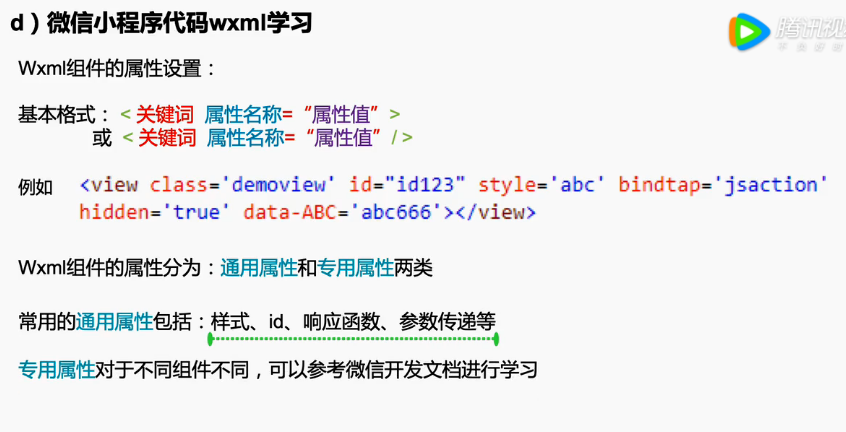 d）微信小程序代码wxml学习
腾讯视
不负好时
Wxml组件的属性设置：
基本格式：<关键词 属性名称=“属性值”>
或 <关键词 属性名称=“属性值”/>
例如 <view class='demoview' id="id123" style='abc' bindtap='jsaction'
hidden='true' data-ABC='abc666'></view>
Wxml组件的属性分为：通用属性和专用属性两类
常用的通用属性包括：样式、id、响应函数、参数传递等
专用属性对于不同组件不同，可以参考微信开发文档进行学习